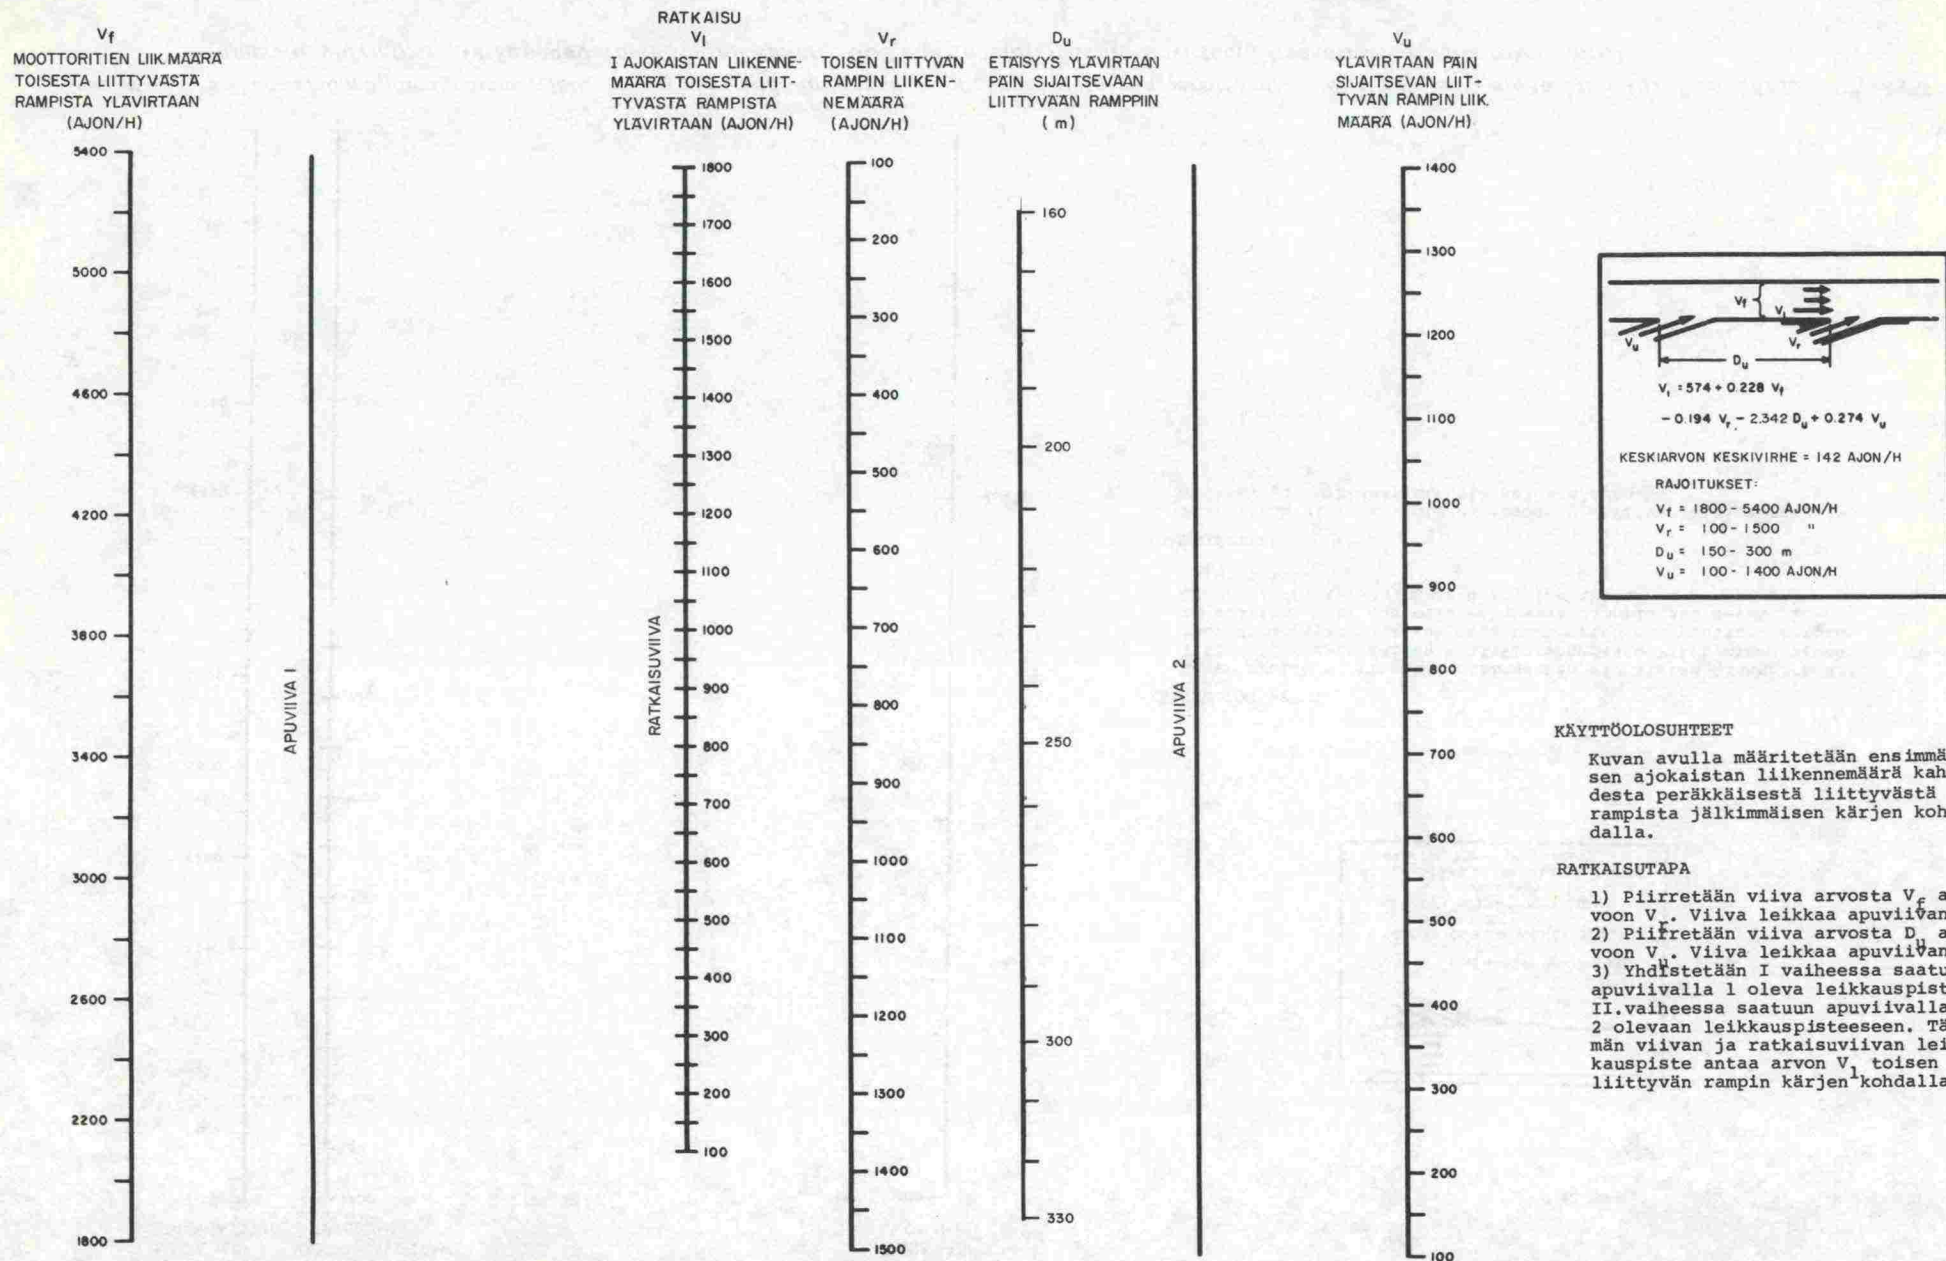 Vf
MOOTTORITIEN LIIK.MÄÄRÄ
TOISESTA LIITTYVÄSTÄ
RAMPISTA YLÄVIRTAAN
(AJON/H)
5400
5000
4600
4200
3800
3400
3000
2600
2200
1800
APUVIIVA 1
RATKAISU
V1
I AJOKAISTAN LIIKENNE-
MÄÄRÄ TOISESTA LIIT-
TYVÄSTÄ RAMPISTA
YLÄVIRTAAN (AJON/H)
1800
1700
1600
1500
1400
1300
1200
1100
1000
900
800
700
600
500
400
300
200
100
RATKAISUVIIVA
Vr
TOISEN LIITTYVÄN
RAMPIN LIIKEN-
NEMÄÄRÄ
(AJON/H)
100
200
300
400
500
600
700
800
900
1000
1100
1200
1300
1400
1500
Du
ETÄISYYS YLÄVIRTAAN
PÄIN SIJAITSEVAAN
LIITTYVÄÄN RAMPPIIN
( m )
160
200
250
300
330
APUVIIVA 2
Vu
YLÄVIRTAAN PÄIN
SIJAITSEVAN LIIT-
TYVÄN RAMPIN LIIK.
MÄÄRÄ (AJON/H)
1400
1300
1200
1100
1000
900
800
700
600
500
400
300
200
100
Vf
V1
Vu
Vr
Du
V1 = 574 + 0.228 Vf
- 0.194 Vr - 2.342 Du + 0.274 Vu
KESKIARVON KESKIVIRHE = 142 AJON/H
RAJOITUKSET:
Vf = 1800 - 5400 AJON/H
Vr = 100 - 1500 "
Du = 150 - 300 m
Vu = 100 - 1400 AJON/H
KÄYTTÖOLOSUHTEET
Kuvan avulla määritetään ensimmä
sen ajokaistan liikennemäärä kah
desta peräkkäisestä liittyvästä
rampista jälkimmäisen kärjen koh
dalla.
RATKAISUTAPA
1) Piirretään viiva arvosta Vf a
voon Vr. Viiva leikkaa apuviivan
2) Piirretään viiva arvosta Du a
voon Vu. Viiva leikkaa apuviivan
3) Yhdistetään I vaiheessa saatu
apuviivalla 1 oleva leikkauspist
II.vaiheessa saatuun apuviivalla
2 olevaan leikkauspisteeseen. Tä
män viivan ja ratkaisuviivan lei
kauspiste antaa arvon V1 toisen
liittyvän rampin kärjen kohdalla